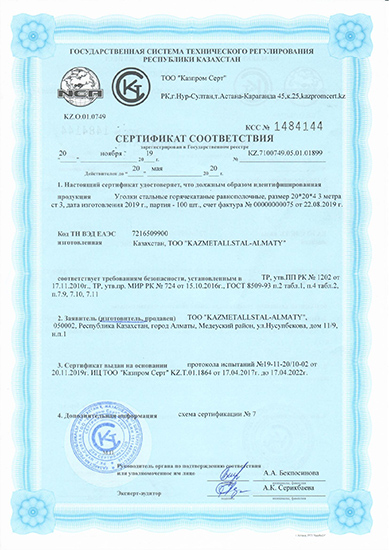 ГОСУДАРСТВЕННАЯ СИСТЕМА ТЕХНИЧЕСКОГО РЕГУЛИРОВАНИЯ
РЕСПУБЛИКИ КАЗАХСТАН
ТОО "Казпром Серт"
NCA
РК,г.Нур-Султан,т.Астана-Караганда 45,к.25,kazpromcert.kz
KZ.O.01.0749
КСС № 1484144
СЕРТИФИКАТ СООТВЕТСТВИЯ
зарегистрирован в Государственном реестре
20 ноября 20 19 г. № KZ.7100749.05.01.01899
Действителен до 20 г.
1. Настоящий сертификат удостоверяет, что должным образом идентифицированная
продукция Уголки стальные горячекатаные равнополочные, размер 20*20*4 3 метра
ст 3, дата изготовления 2019 г., партия - 100 шт., счет фактура № 00000000075 от 22.08.2019 г.
Код ТН ВЭД ЕАЭС 7216509900
изготовленная Казахстан, ТОО "KAZMETALLSTAL-ALMATY"
соответствует требованиям безопасности, установленным в ТР, утв.ПП РК № 1202 от
17.11.2010г., ТР, утв.пр. МИР РК № 724 от 15.10.2016г. ГОСТ 8509-93 п.2 табл.1, п.4 табл.2,
п.7.9, 7.10, 7.11
2. Заявитель (изготовитель, продавец) ТОО "KAZMETALLSTAL-ALMATY",
050002, Республика Казахстан, город Алматы, Медеуский район, ул.Нусупбекова, дом 11/9,
п.л.1
3. Сертификат выдан на основании протокола испытаний №19-11-20/10-02 от
20.11.2019г. ИЦ ТОО "Казпром Серт" KZ.T.01.1864 от 17.04.2017г. до 17.04.2022г.
4. Дополнительная информация схема сертификации № 7
Руководитель органа по подтверждению соответствия
или уполномоченное им лицо А.А. Бекпосинова
Эксперт-аудитор А.К. Серикбаева